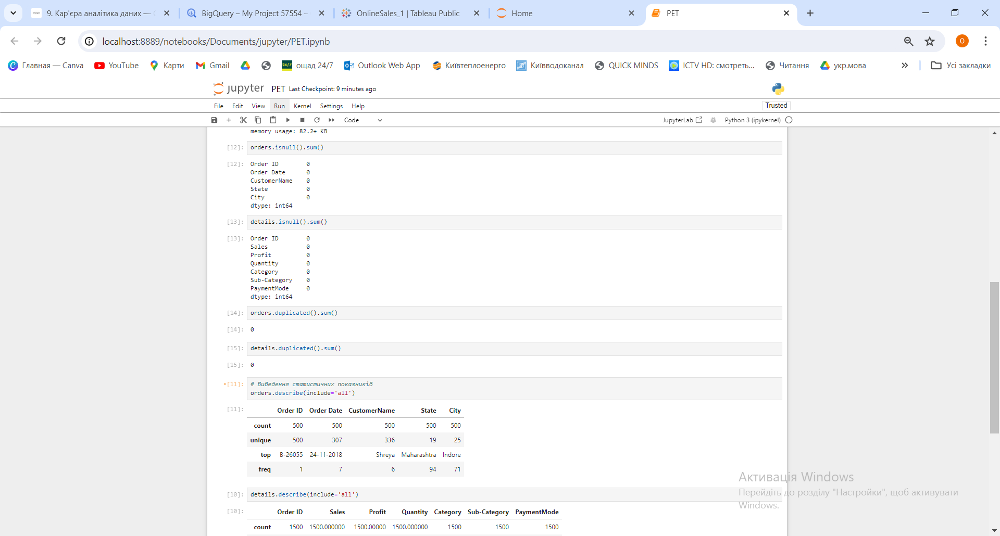 9. Кар'єра аналітика даних —
BigQuery – My Project 57554 –
OnlineSales_1 | Tableau Public
Home
PET
localhost:8889/notebooks/Documents/jupyter/PET.ipynb
O
Главная — Canva
YouTube
Карти
Gmail
24/7
ощад 24/7
Outlook Web App
Київтеплоенерго
Київводоканал
QUICK MINDS
ICTV HD: смотреть...
Читання
укр.мова
»
Усі закладки
jupyter PET Last Checkpoint: 9 minutes ago
File Edit View Run Kernel Settings Help
Trusted
Code
JupyterLab
Python 3 (ipykernel)
memory usage: 82.2+ KB
[12]: orders.isnull().sum()
[12]: Order ID 0
Order Date 0
CustomerName 0
State 0
City 0
dtype: int64
[13]: details.isnull().sum()
[13]: Order ID 0
Sales 0
Profit 0
Quantity 0
Category 0
Sub-Category 0
PaymentMode 0
dtype: int64
[14]: orders.duplicated().sum()
[14]: 0
[15]: details.duplicated().sum()
[15]: 0
•[11]: # Виведення статистичних показників
orders.describe(include='all')
[11]: Order ID Order Date CustomerName State City
count 500 500 500 500 500
unique 500 307 336 19 25
top B-26055 24-11-2018 Shreya Maharashtra Indore
freq 1 7 6 94 71
[10]: details.describe(include='all')
[10]: Order ID Sales Profit Quantity Category Sub-Category PaymentMode
count 1500 1500.000000 1500.00000 1500.000000 1500 1500 1500
Активація Windows
Перейдіть до розділу "Настройки", щоб активувати
Windows.